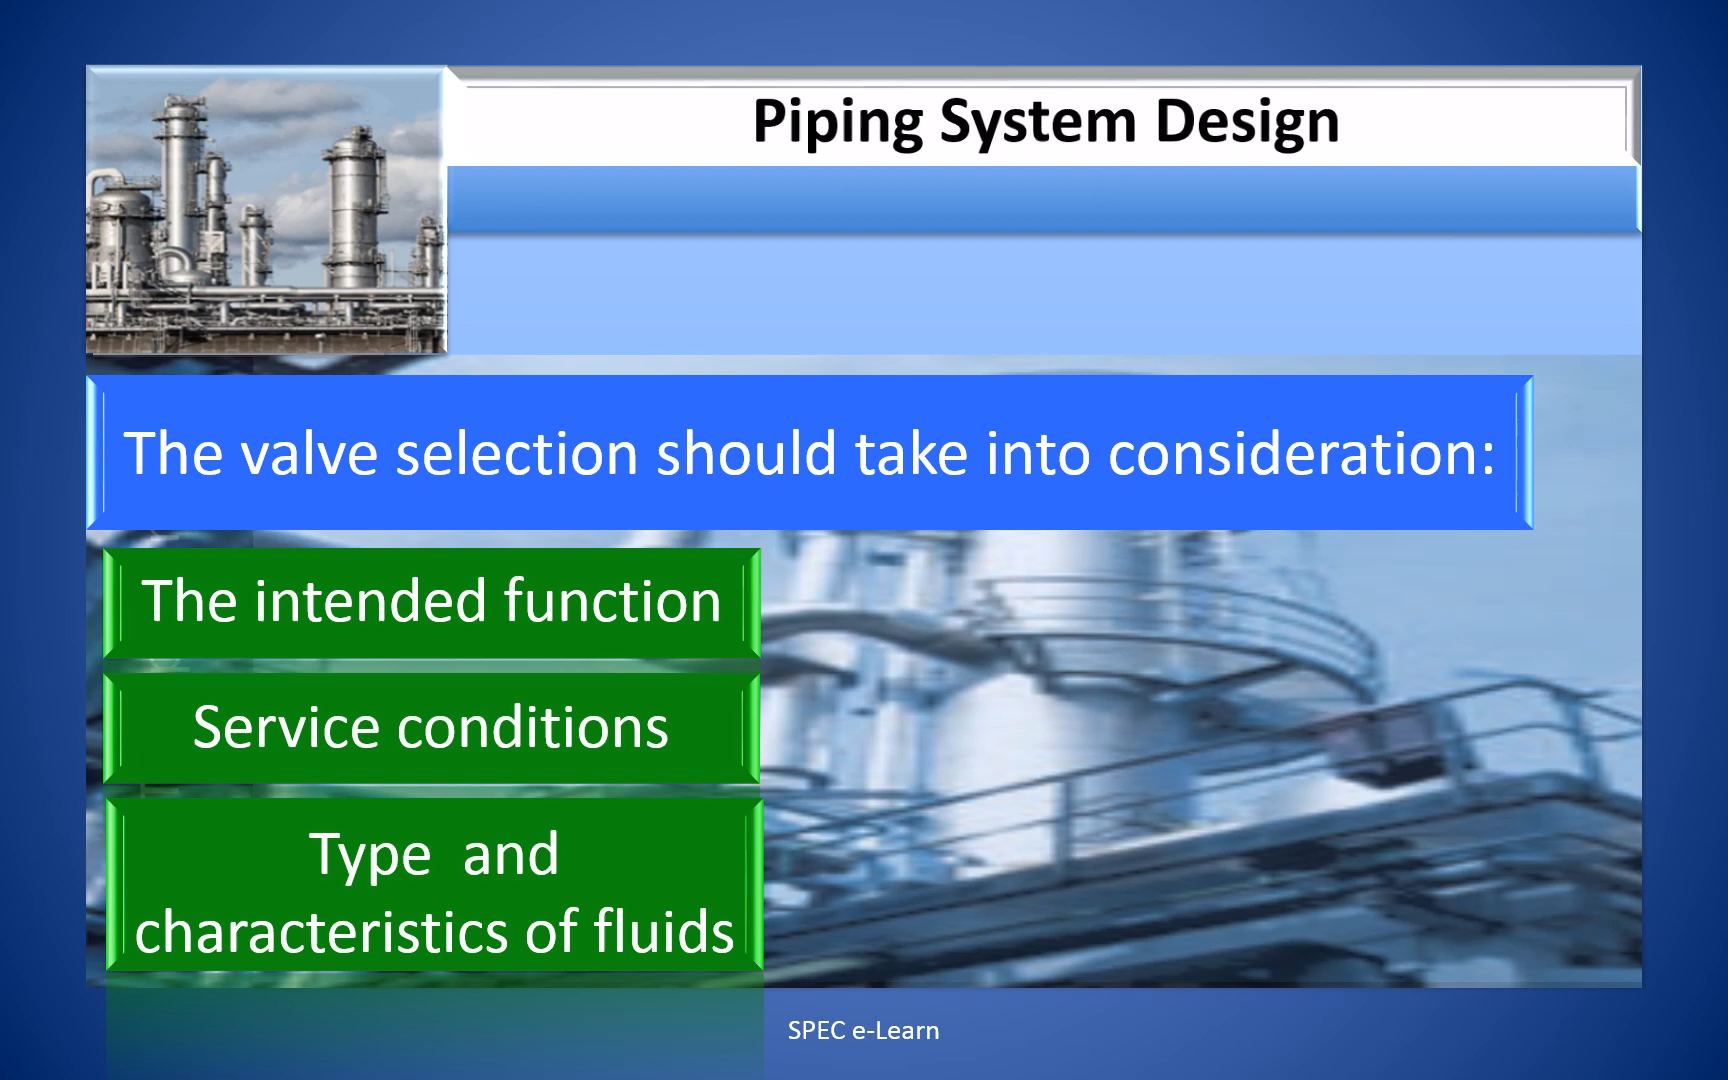 Piping System Design
The valve selection should take into consideration:
The intended function
Service conditions
Type  and
characteristics of fluids
SPEC e-Learn